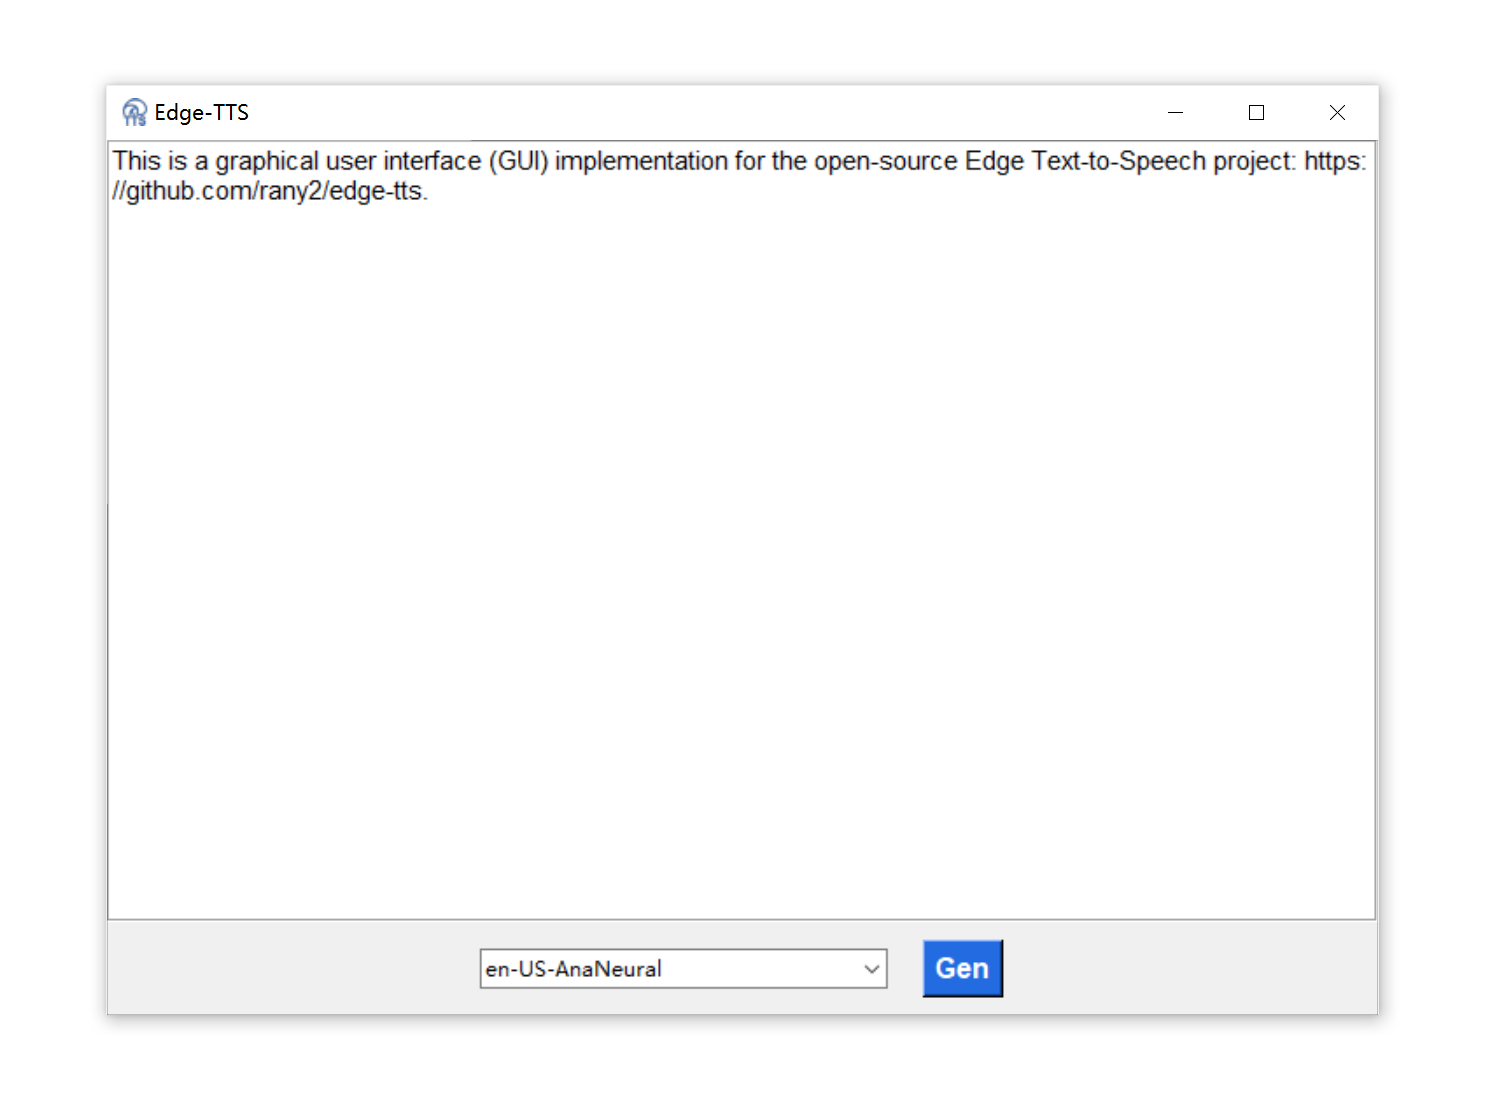 Edge-TTS
This is a graphical user interface (GUI) implementation for the open-source Edge Text-to-Speech project: https:
//github.com/rany2/edge-tts.
en-US-AnaNeural
Gen